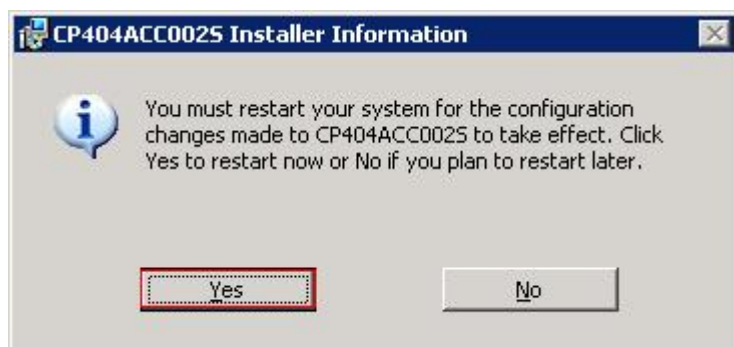 CP404ACC002S Installer Information
You must restart your system for the configuration
changes made to CP404ACC002S to take effect. Click
Yes to restart now or No if you plan to restart later.
Yes
No